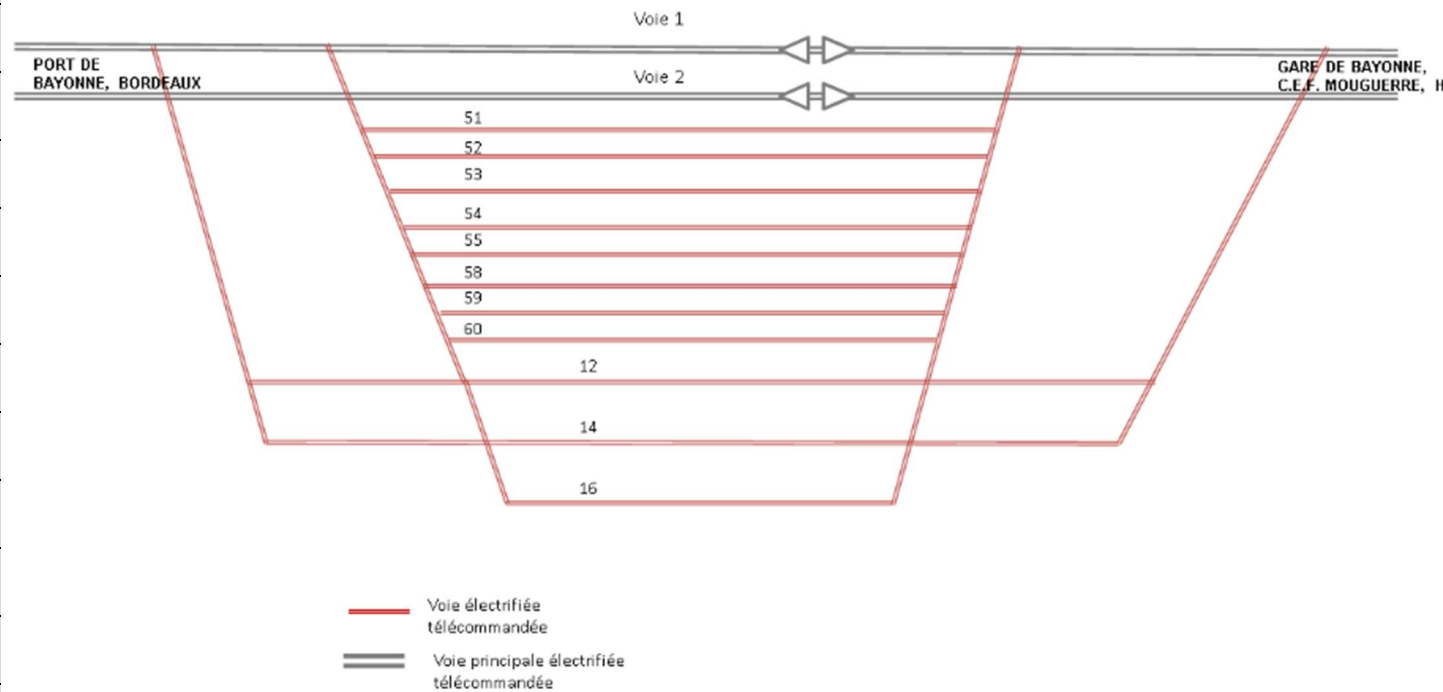 Voie 1
PORT DE
BAYONNE, BORDEAUX
Voie 2
GARE DE BAYONNE,
C.E.F. MOUGUERRE, H
51
52
53
54
55
58
59
60
12
14
16
Voie électrifiée
télécommandée
Voie principale électrifiée
télécommandée